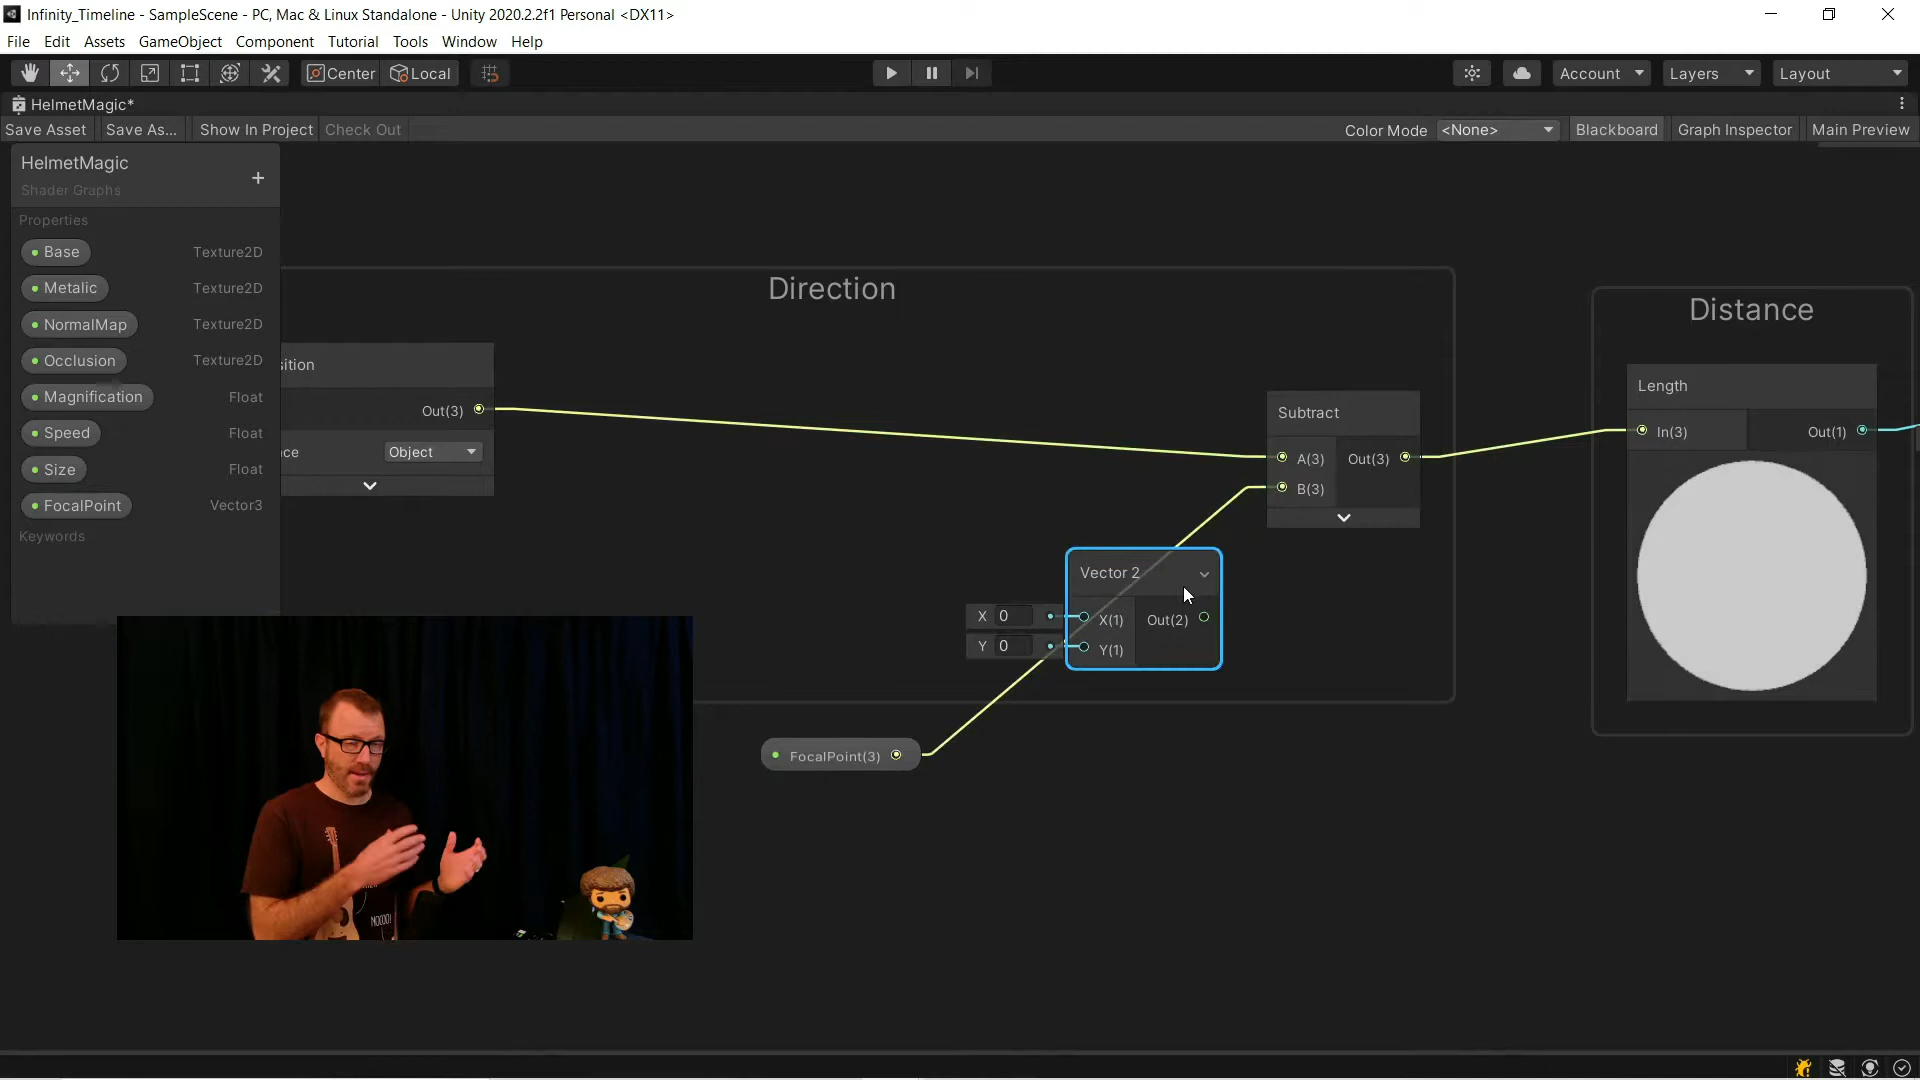 Infinity_Timeline - SampleScene - PC, Mac & Linux Standalone - Unity 2020.2.2f1 Personal <DX11>
File Edit Assets GameObject Component Tutorial Tools Window Help
Center Local Account Layers Layout
HelmetMagic*
Save Asset Save As... Show In Project Check Out Color Mode <None> Blackboard Graph Inspector Main Preview
HelmetMagic
+
Shader Graphs
Properties
Base Texture2D
Metalic Texture2D
NormalMap Texture2D
Occlusion Texture2D
Magnification Float
Speed Float
Size Float
FocalPoint Vector3
Keywords
Direction
sition
Out(3)
ce Object
Subtract
A(3) Out(3)
B(3)
Vector 2
X 0 X(1) Out(2)
Y 0 Y(1)
FocalPoint(3)
Distance
Length
In(3) Out(1)
NOOOO!